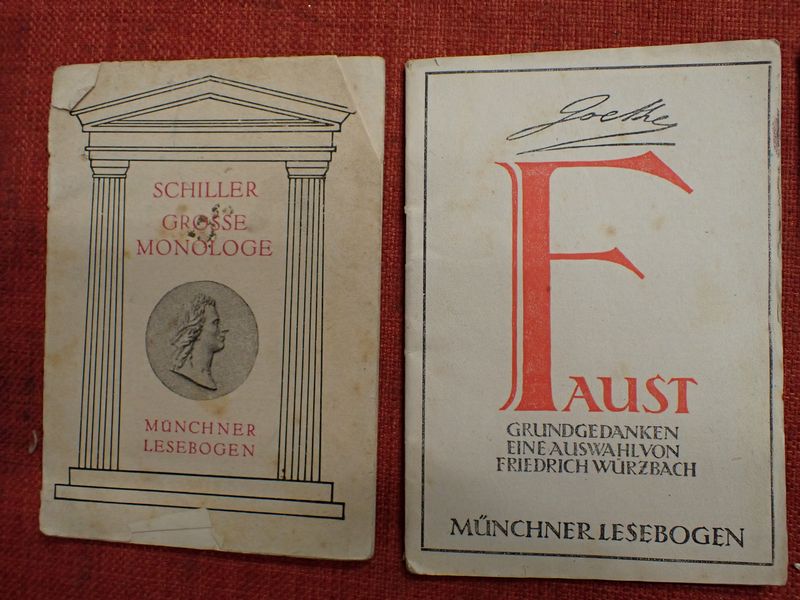 SCHILLER
GROSSE
MONOLOGE
MÜNCHNER
LESEBOGEN
Goethe
FAUST
GRUNDGEDANKEN
EINE AUSWAHL VON
FRIEDRICH WÜRZBACH
MÜNCHNER LESEBOGEN